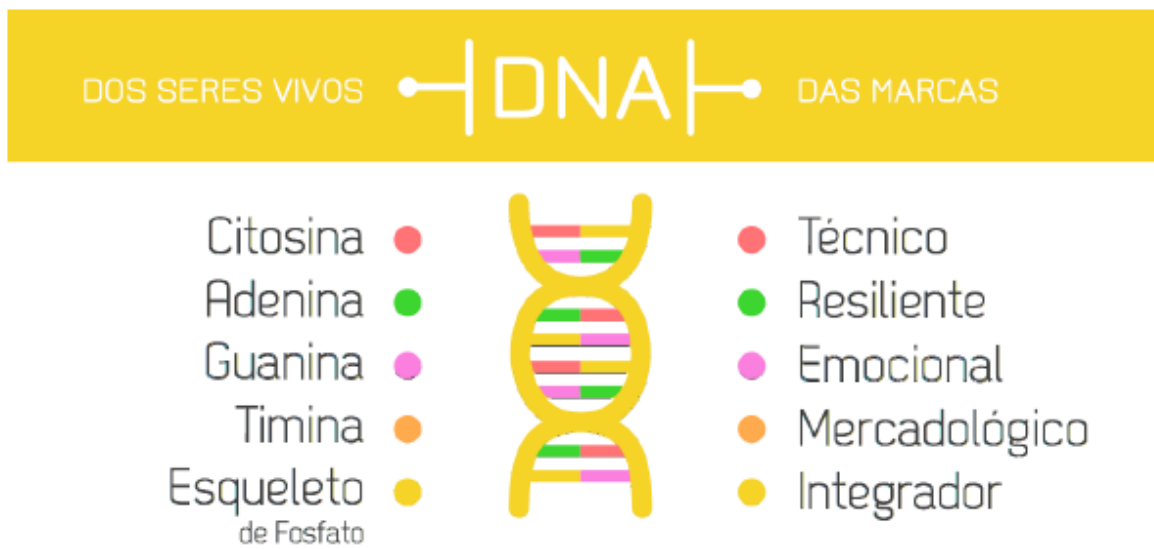 DOS SERES VIVOS DNA DAS MARCAS
Citosina
Adenina
Guanina
Timina
Esqueleto
de Fosfato
Técnico
Resiliente
Emocional
Mercadológico
Integrador